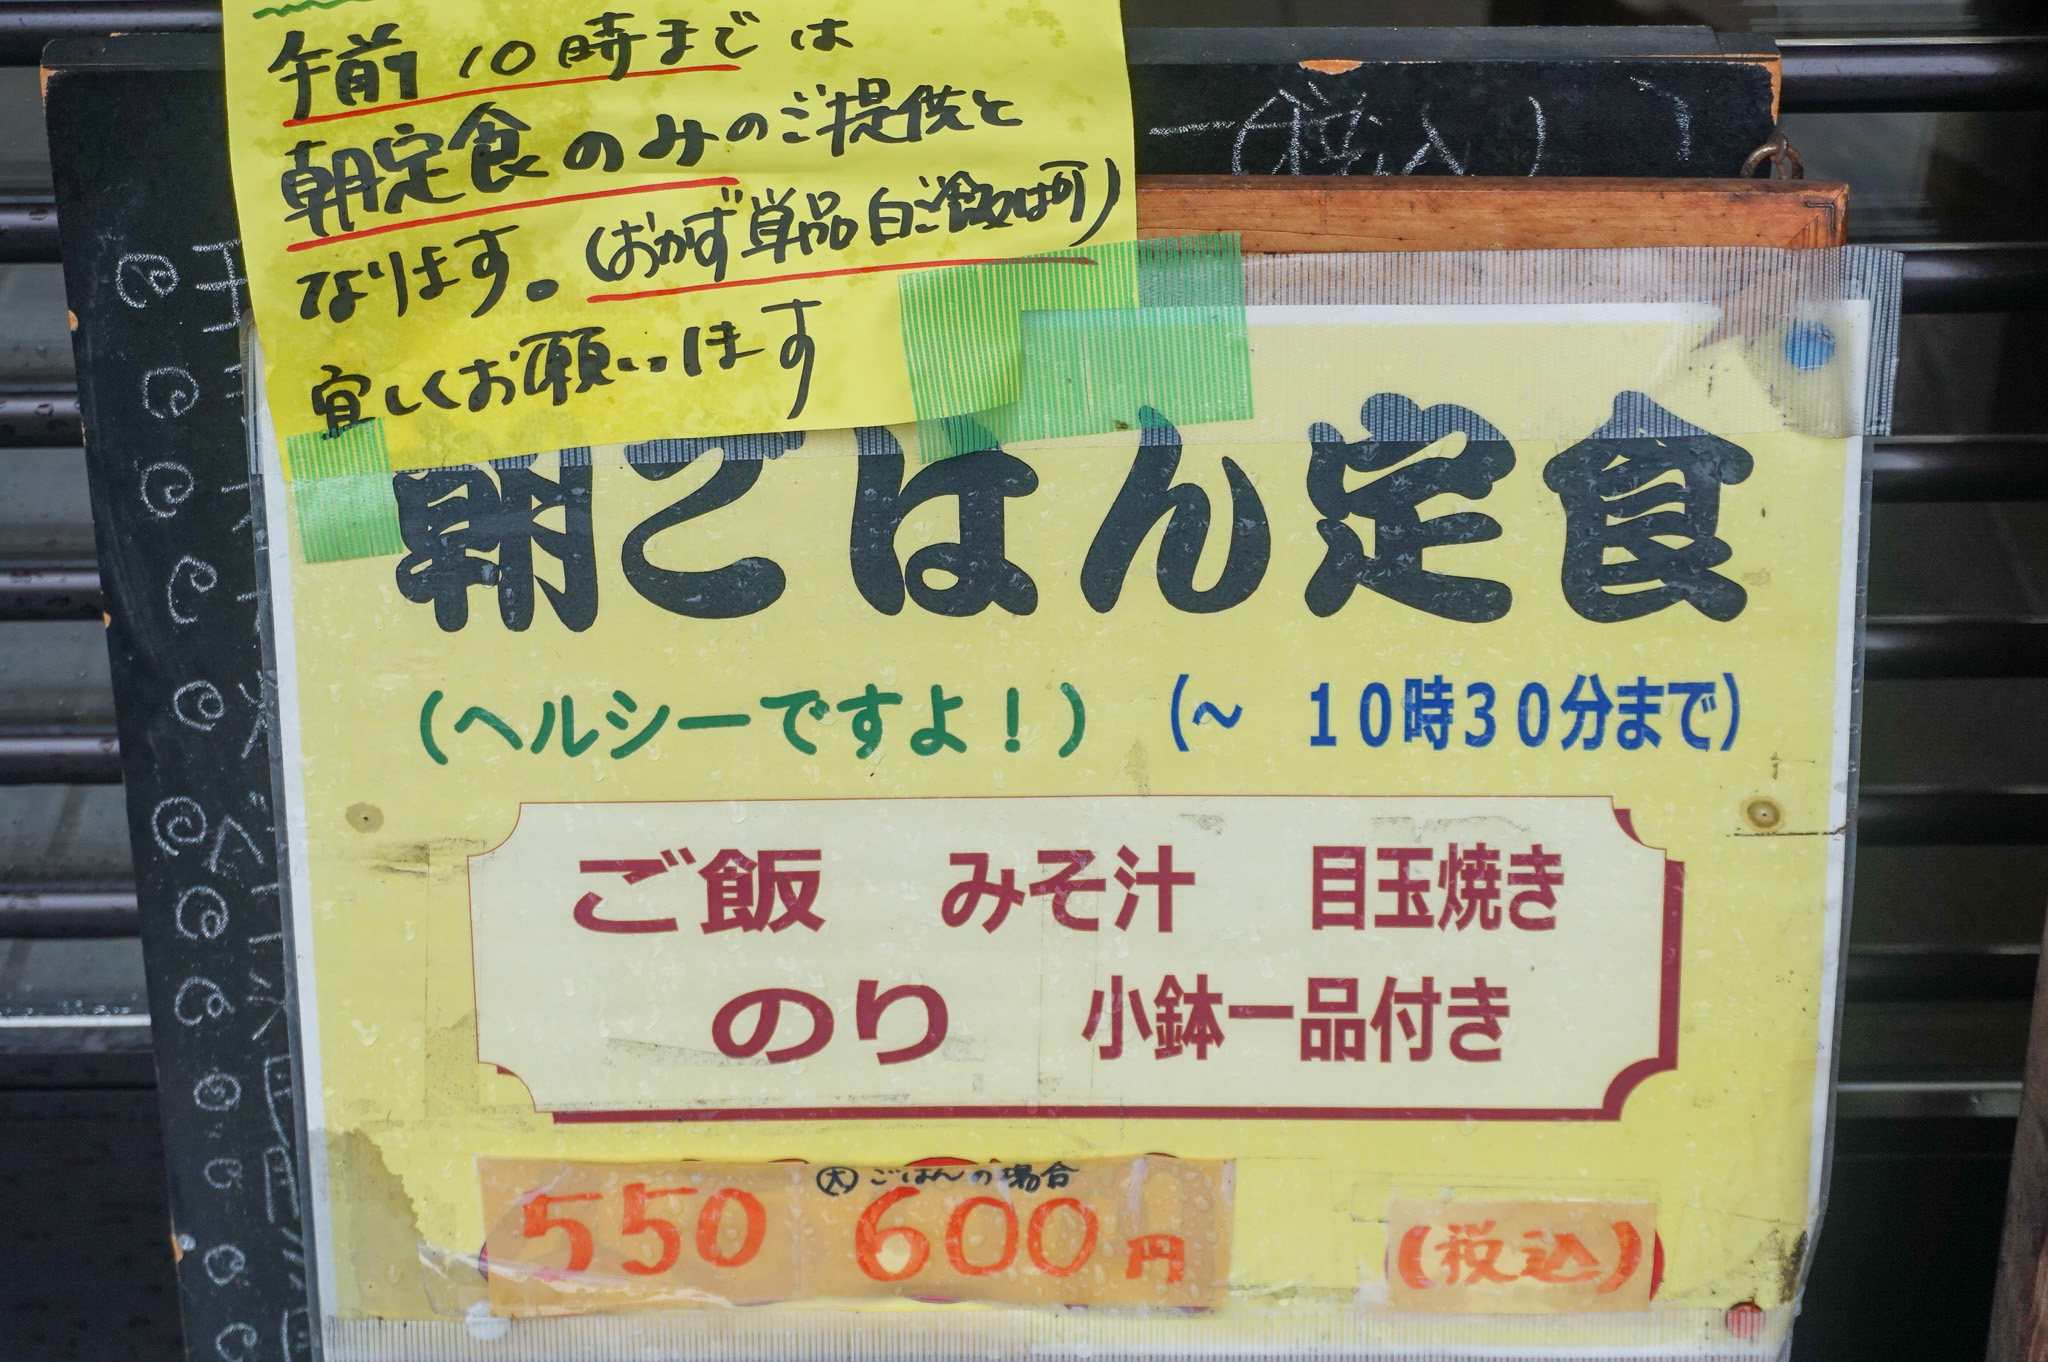 午前10時までは
朝定食のみのご提供と
なります。(おかず単品白ご飯は可)
宜しくお願いします
(税込)
朝ごはん定食
(ヘルシーですよ!) (～ 10時30分まで)
ご飯 みそ汁 目玉焼き
のり 小鉢一品付き
大ごはんの場合
550 600円 (税込)